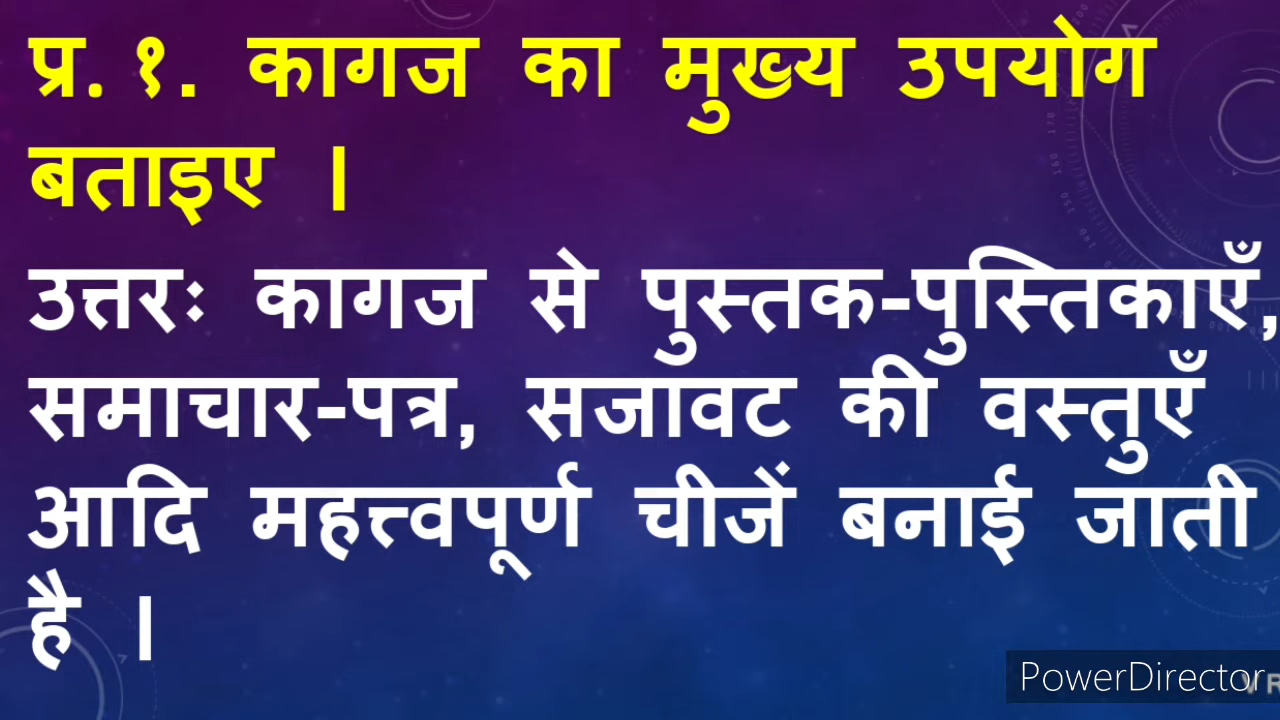 प्र. १. कागज का मुख्य उपयोग
बताइए ।
उत्तरः कागज से पुस्तक-पुस्तिकाएँ,
समाचार-पत्र, सजावट की वस्तुएँ
आदि महत्त्वपूर्ण चीजें बनाई जाती
है ।
PowerDirector